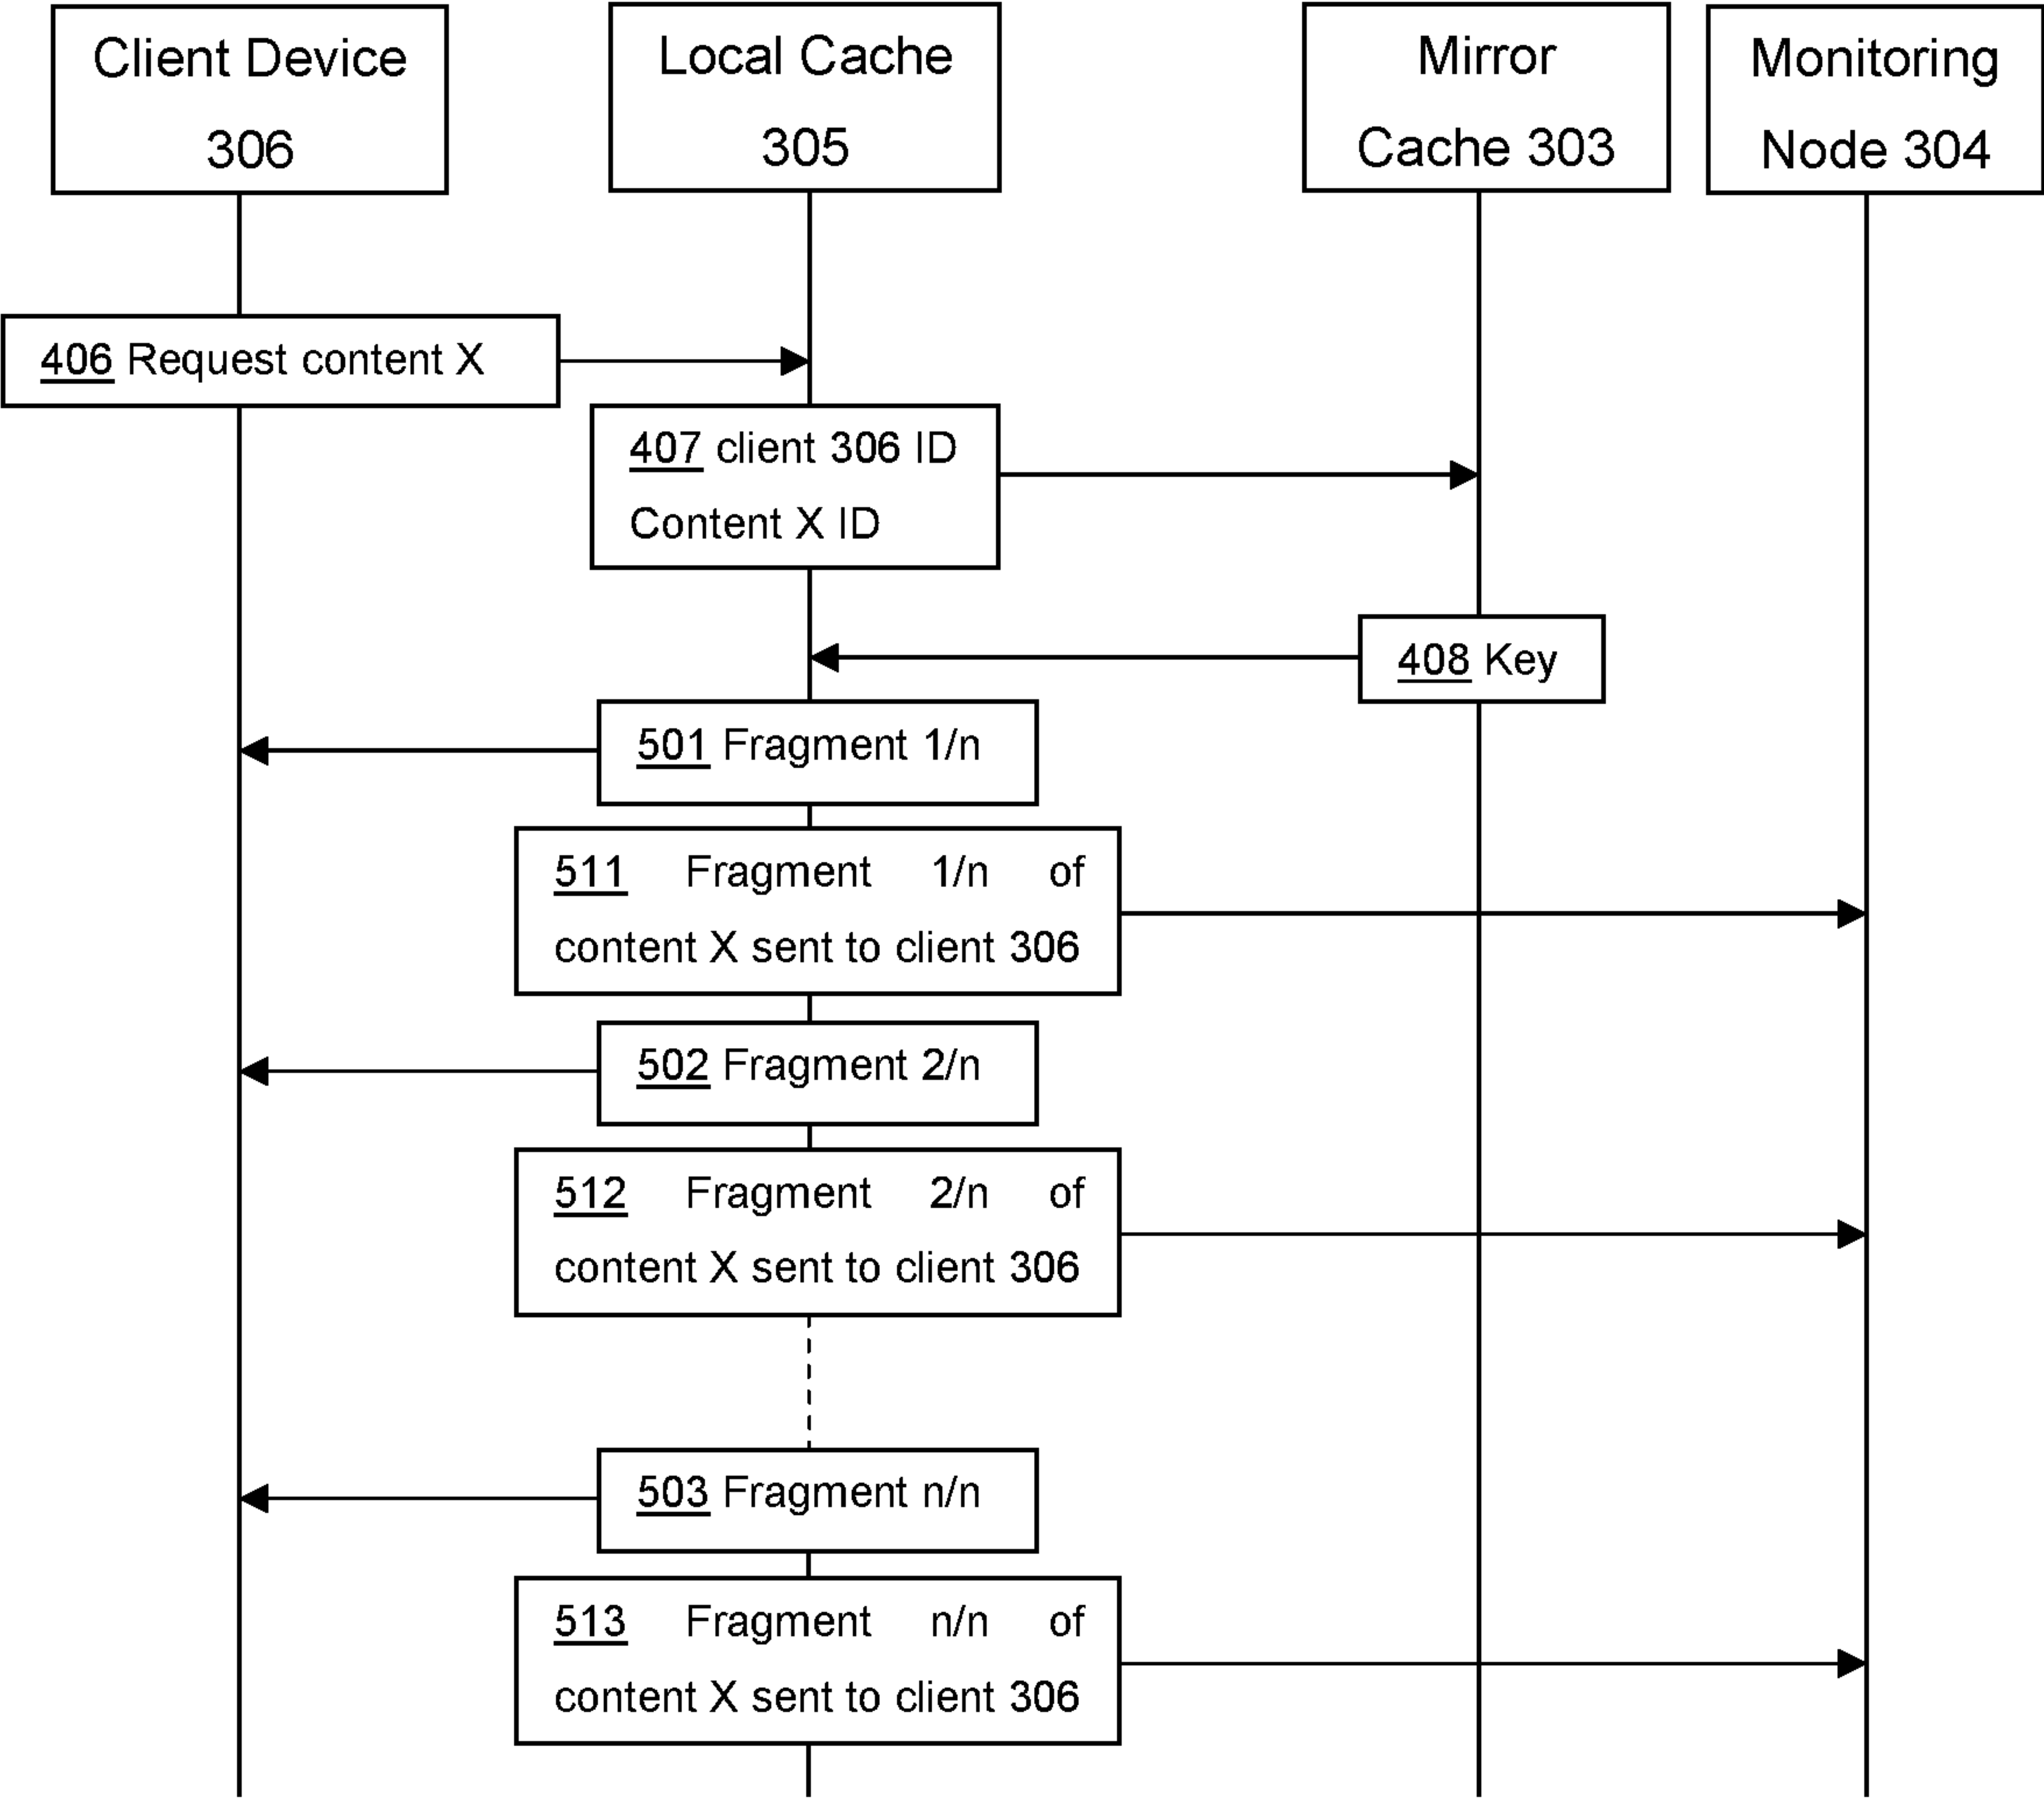 Client Device
306
Local Cache
305
Mirror
Cache 303
Monitoring
Node 304
406 Request content X
407 client 306 ID
Content X ID
408 Key
501 Fragment 1/n
511 Fragment 1/n of
content X sent to client 306
502 Fragment 2/n
512 Fragment 2/n of
content X sent to client 306
503 Fragment n/n
513 Fragment n/n of
content X sent to client 306